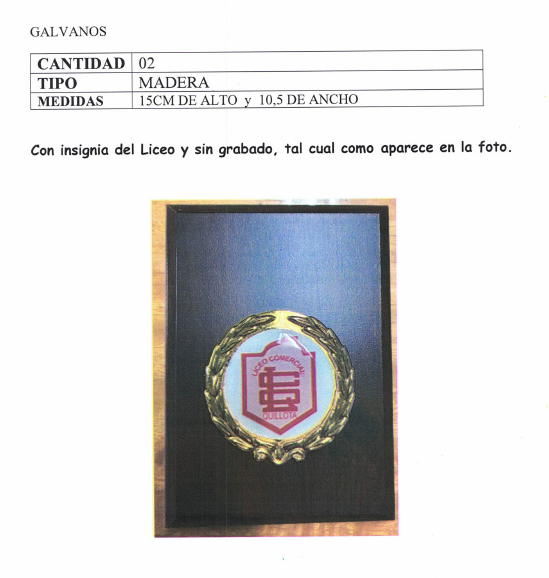 GALVANOS
CANTIDAD 02
TIPO MADERA
MEDIDAS 15CM DE ALTO y 10,5 DE ANCHO
Con insignia del Liceo y sin grabado, tal cual como aparece en la foto.
LICEO COMERCIAL
QUILLOTA